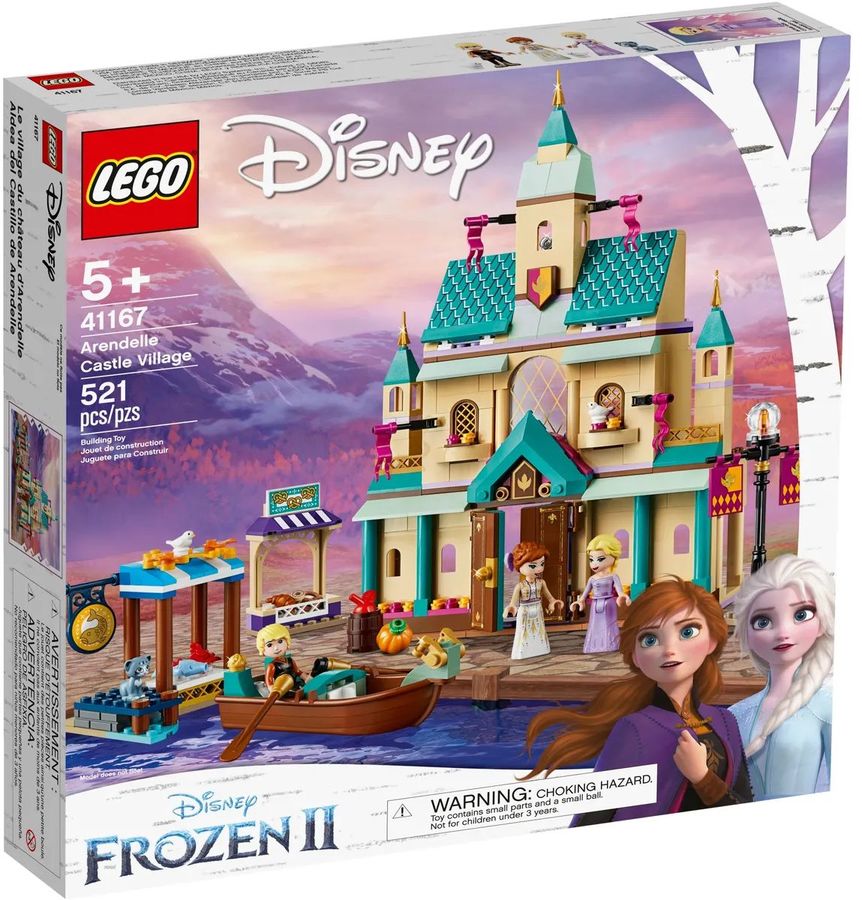 LEGO
41167
LEGO
DISNEY
5+
41167
Arendelle
Castle Village
521
pcs/pzs
Building Toy
Jouet de construction
Juguete para Construir
LEGO
41167
DISNEY
Le village du château d'Arendelle
Aldea del Castillo de Arendelle
AVERTISSEMENT :
ADVERTENCIA:
Model does not float.
DISNEY
FROZEN II
WARNING: CHOKING HAZARD.
Toy contains small parts and a small ball.
Not for children under 3 years.